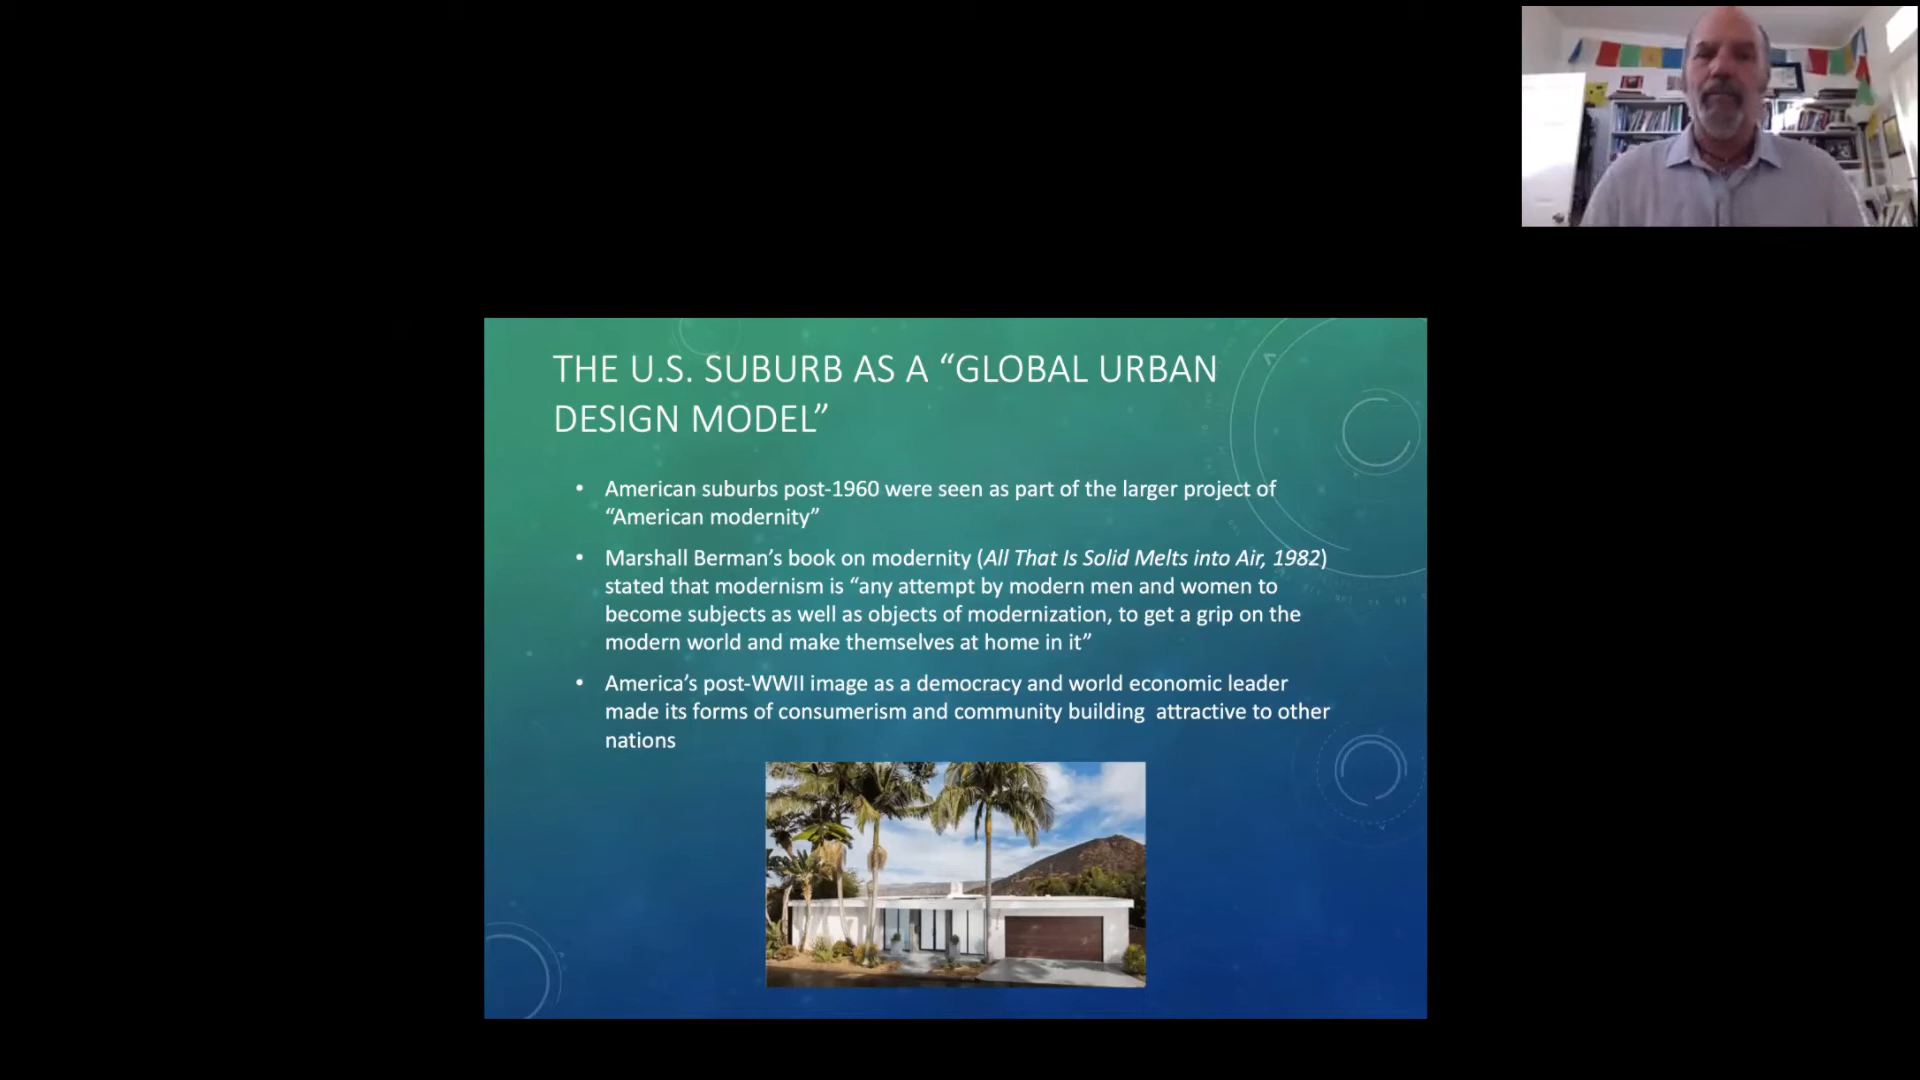 THE U.S. SUBURB AS A “GLOBAL URBAN
DESIGN MODEL”
• American suburbs post-1960 were seen as part of the larger project of
“American modernity”
• Marshall Berman’s book on modernity (All That Is Solid Melts into Air, 1982)
stated that modernism is “any attempt by modern men and women to
become subjects as well as objects of modernization, to get a grip on the
modern world and make themselves at home in it”
• America’s post-WWII image as a democracy and world economic leader
made its forms of consumerism and community building  attractive to other
nations